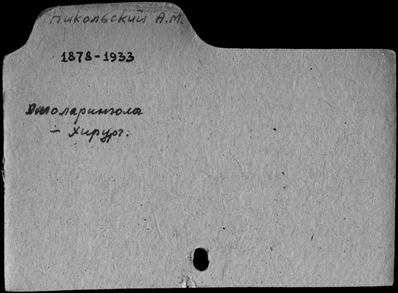 Никольский А.М.
1878-1933
Отоларинголог
- хирург.